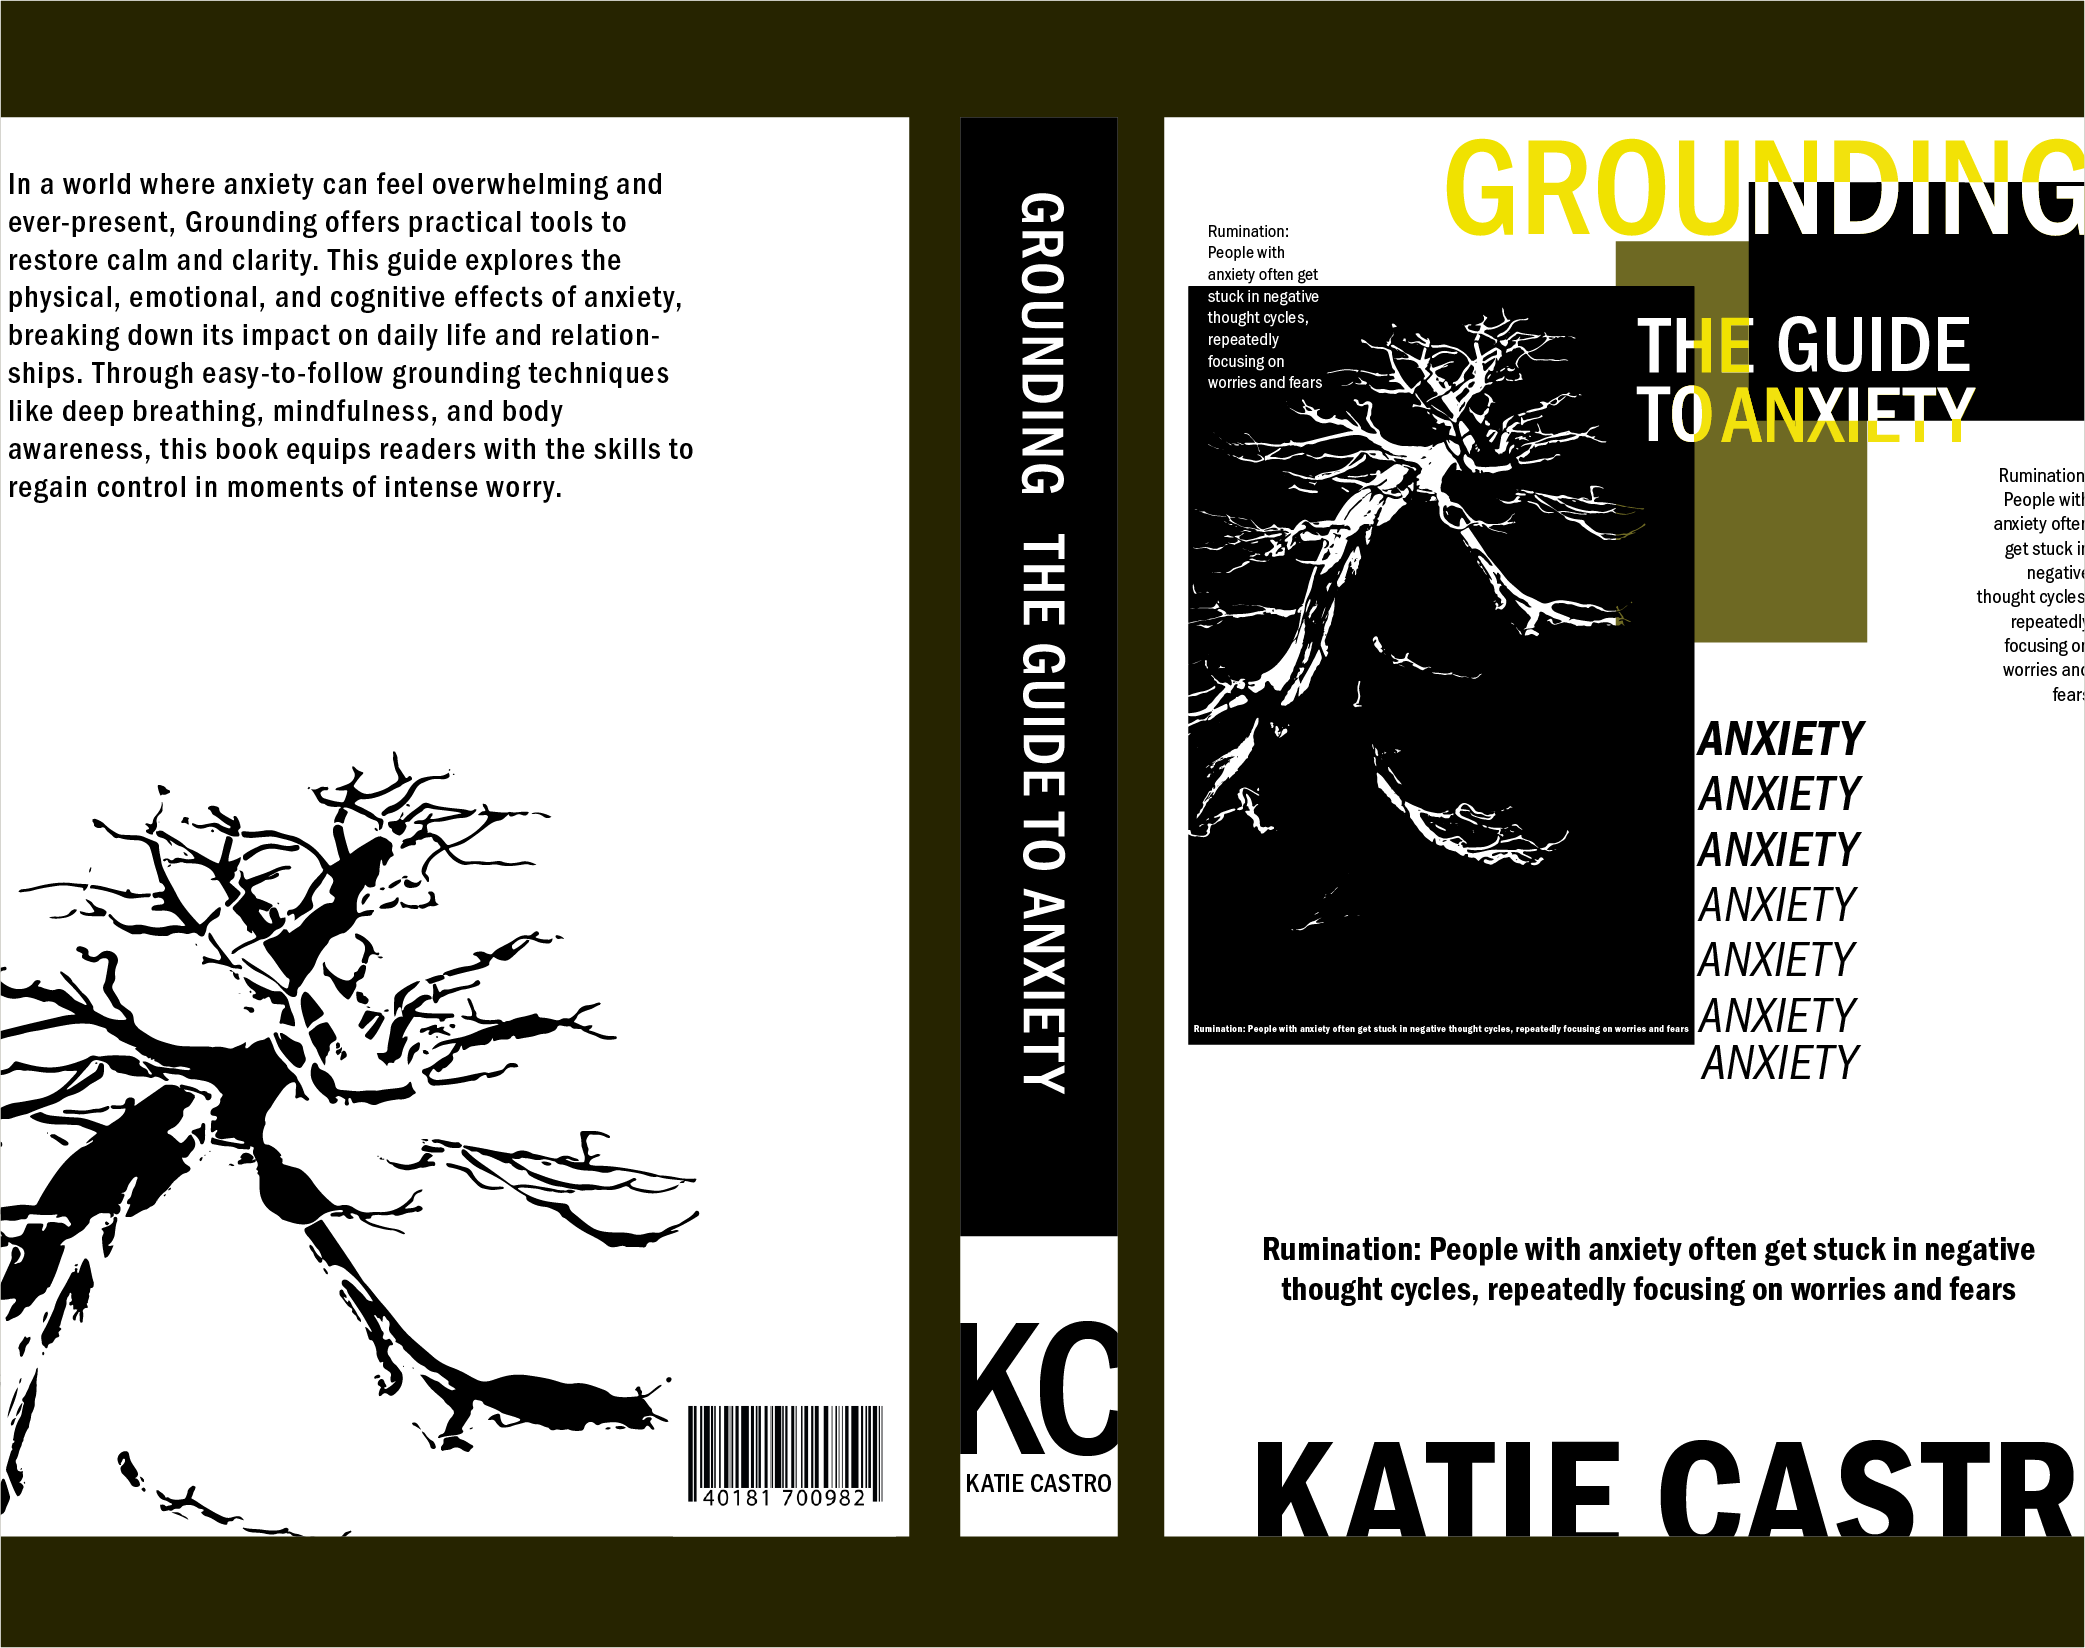 In a world where anxiety can feel overwhelming and
ever-present, Grounding offers practical tools to
restore calm and clarity. This guide explores the
physical, emotional, and cognitive effects of anxiety,
breaking down its impact on daily life and relation-
ships. Through easy-to-follow grounding techniques
like deep breathing, mindfulness, and body
awareness, this book equips readers with the skills to
regain control in moments of intense worry.
40181 700982
GROUNDING THE GUIDE TO ANXIETY
KC
KATIE CASTRO
GROUNDING
Rumination:
People with
anxiety often get
stuck in negative
thought cycles,
repeatedly
focusing on
worries and fears
THE GUIDE
TO ANXIETY
Rumination
People with
anxiety often
get stuck in
negative
thought cycles
repeatedly
focusing on
worries and
fears
ANXIETY
ANXIETY
ANXIETY
ANXIETY
ANXIETY
ANXIETY
ANXIETY
Rumination: People with anxiety often get stuck in negative thought cycles, repeatedly focusing on worries and fears
Rumination: People with anxiety often get stuck in negative
thought cycles, repeatedly focusing on worries and fears
KATIE CASTR